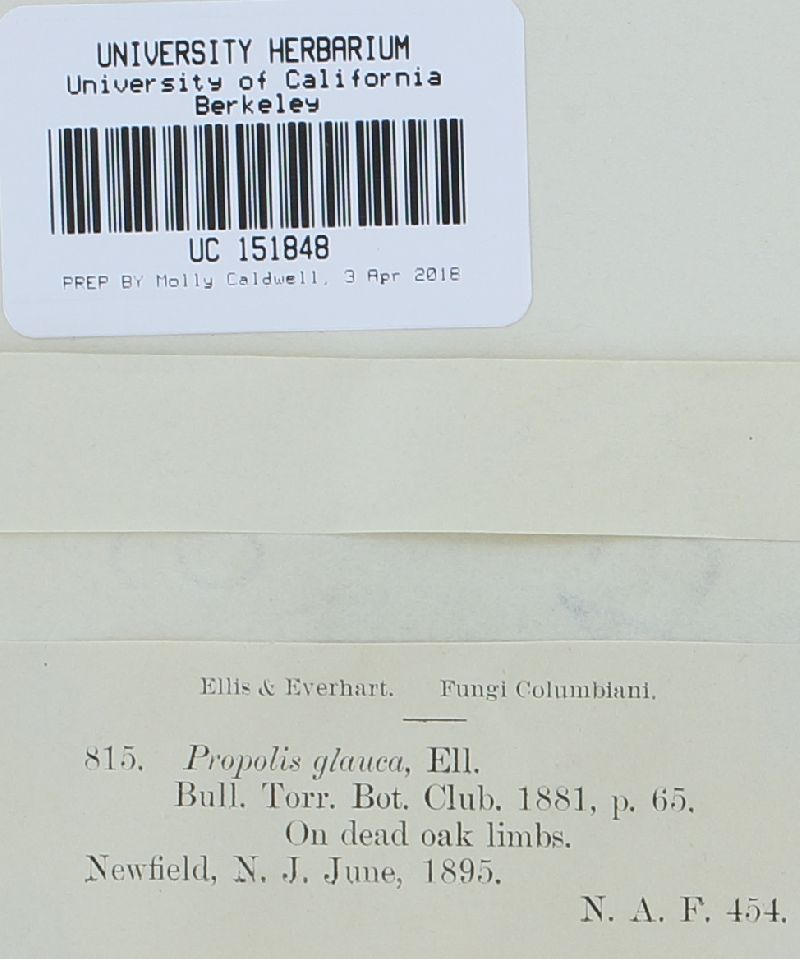 UNIVERSITY HERBARIUM
University of California
Berkeley
UC 151848
PREP BY Molly Caldwell, 3 Apr 2018
Ellis & Everhart. Fungi Columbiani.
815. Propolis glauca, Ell.
Bull. Torr. Bot. Club. 1881, p. 65.
On dead oak limbs.
Newfield, N. J. June, 1895.
N. A. F. 454.